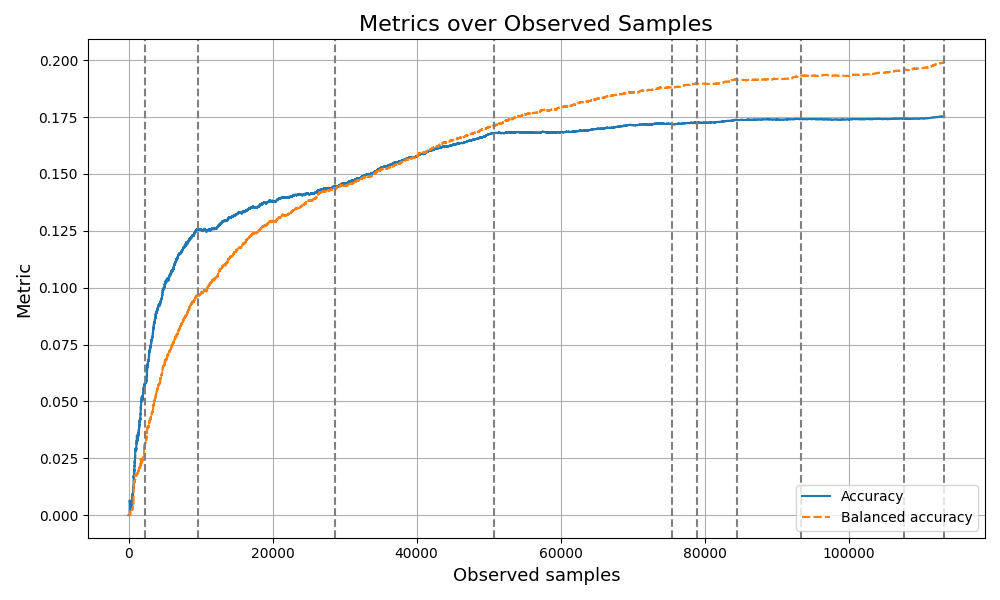 Metrics over Observed Samples
Metric
0.200
0.175
0.150
0.125
0.100
0.075
0.050
0.025
0.000
0 20000 40000 60000 80000 100000
Observed samples
Accuracy
Balanced accuracy